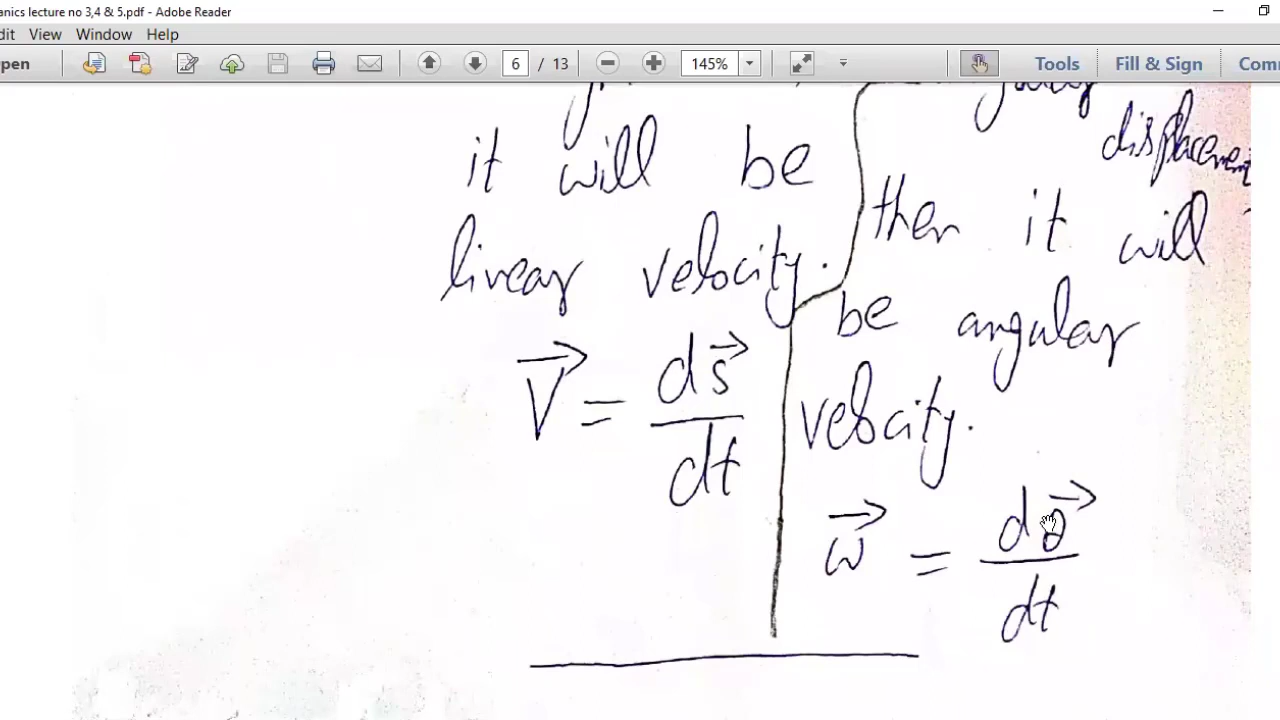 anics lecture no 3,4 & 5.pdf - Adobe Reader
dit View Window Help
pen 6 / 13 145% Tools Fill & Sign Com
displacement
it will be
then it will
linear velocity.
be angular
velocity.
V⃗ = ds⃗/dt
ω⃗ = dθ⃗/dt